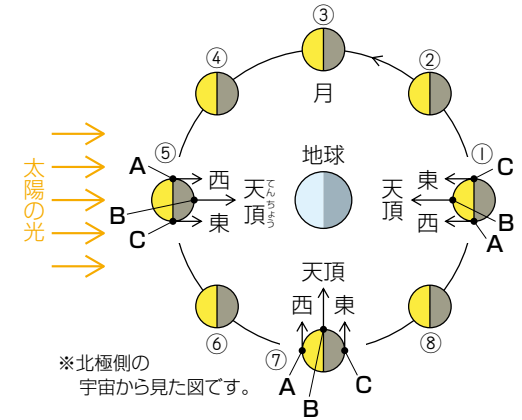 ③
④
②
月
⑤
①
太陽の光
地球
A
西
天頂
てんちょう
B
C
東
C
東
天頂
西
B
A
天頂
西
東
⑥
⑦
⑧
A
B
C
※北極側の
宇宙から見た図です。